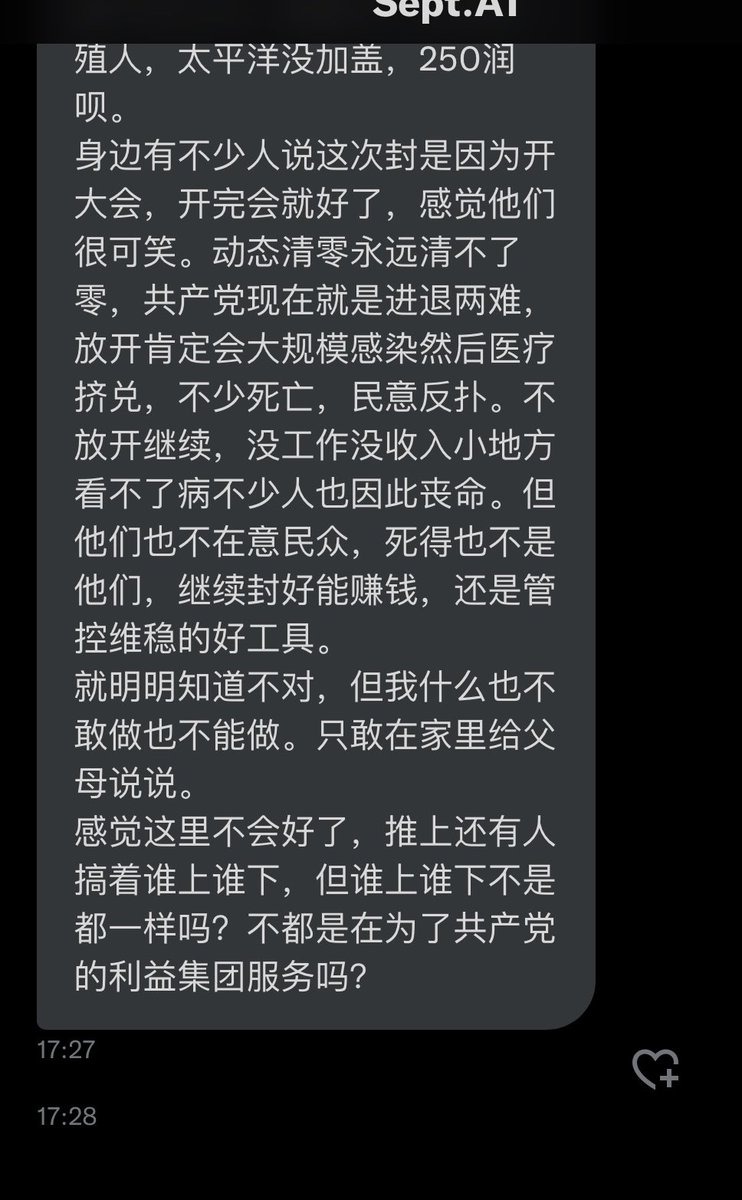 Sept.A1
殖人，太平洋没加盖，250润
呗。
身边有不少人说这次封是因为开
大会，开完会就好了，感觉他们
很可笑。动态清零永远清不了
零，共产党现在就是进退两难，
放开肯定会大规模感染然后医疗
挤兑，不少死亡，民意反扑。不
放开继续，没工作没收入小地方
看不了病不少人也因此丧命。但
他们也不在意民众，死得也不是
他们，继续封好能赚钱，还是管
控维稳的好工具。
就明明知道不对，但我什么也不
敢做也不能做。只敢在家里给父
母说说。
感觉这里不会好了，推上还有人
搞着谁上谁下，但谁上谁下不是
都一样吗？不都是在为了共产党
的利益集团服务吗？
17:27
17:28